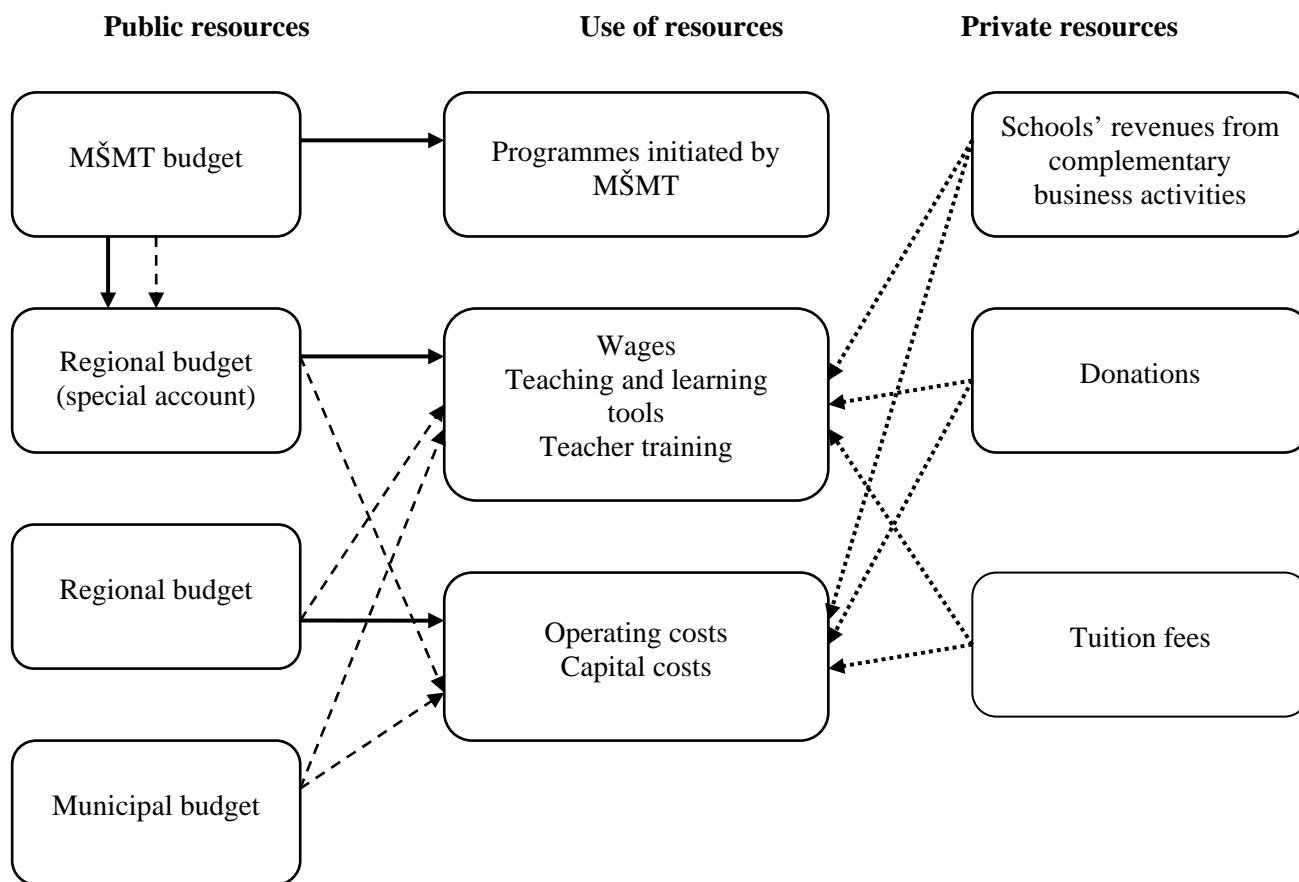 Public resources
Use of resources
Private resources
MŠMT budget
Programmes initiated by
MŠMT
Schools’ revenues from
complementary
business activities
Regional budget
(special account)
Wages
Teaching and learning
tools
Teacher training
Donations
Regional budget
Operating costs
Capital costs
Tuition fees
Municipal budget